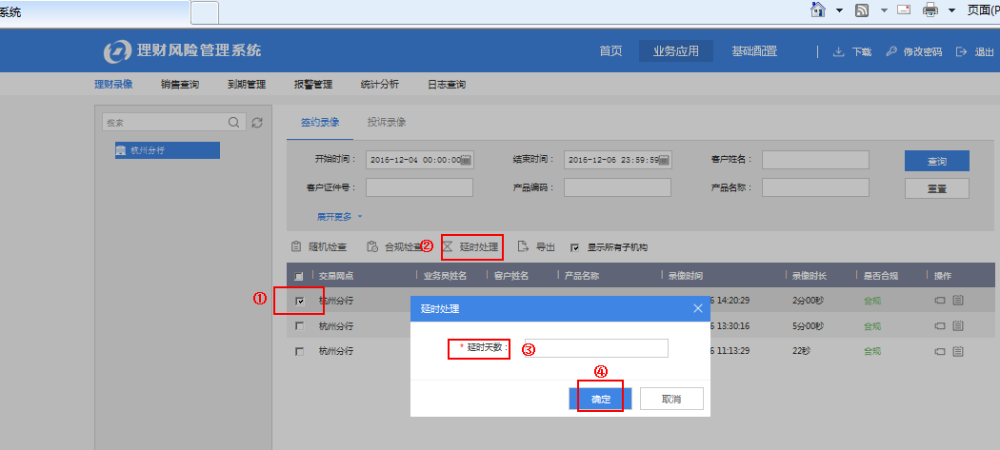 系统
页面(P
理财风险管理系统 首页 业务应用 基础配置 下载 修改密码 退出
理财录像 销售查询 到期管理 报警管理 统计分析 日志查询
搜索
杭州分行
签约录像 投诉录像
开始时间： 2016-12-04 00:00:00 结束时间： 2016-12-06 23:59:59 客户姓名： 查询
客户证件号： 产品编码： 产品名称： 重置
展开更多
随机检查 合规检查 ② 延时处理 导出 显示所有子机构
交易网点 业务员姓名 客户姓名 产品名称 录像时间 录像时长 是否合规 操作
① 杭州分行 6 14:20:29 2分00秒 合规
杭州分行 6 13:30:16 5分00秒 合规
杭州分行 6 11:13:29 22秒 合规
延时处理
* 延时天数： ③
④
确定 取消